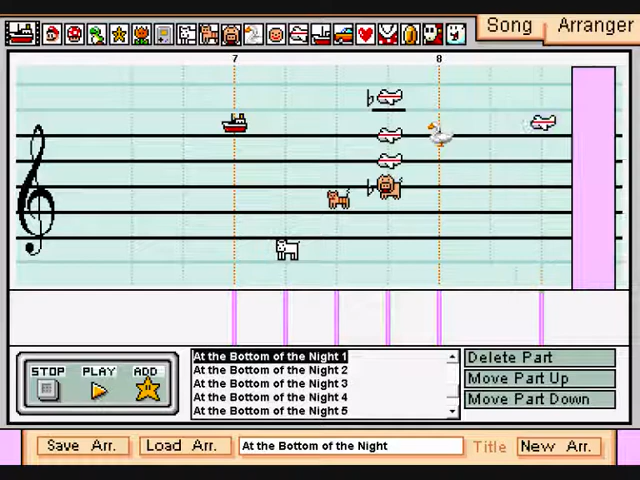 Song Arranger
7 8
At the Bottom of the Night 1
At the Bottom of the Night 2
At the Bottom of the Night 3
At the Bottom of the Night 4
At the Bottom of the Night 5
STOP PLAY ADD
Delete Part
Move Part Up
Move Part Down
Save Arr. Load Arr. At the Bottom of the Night Title New Arr.